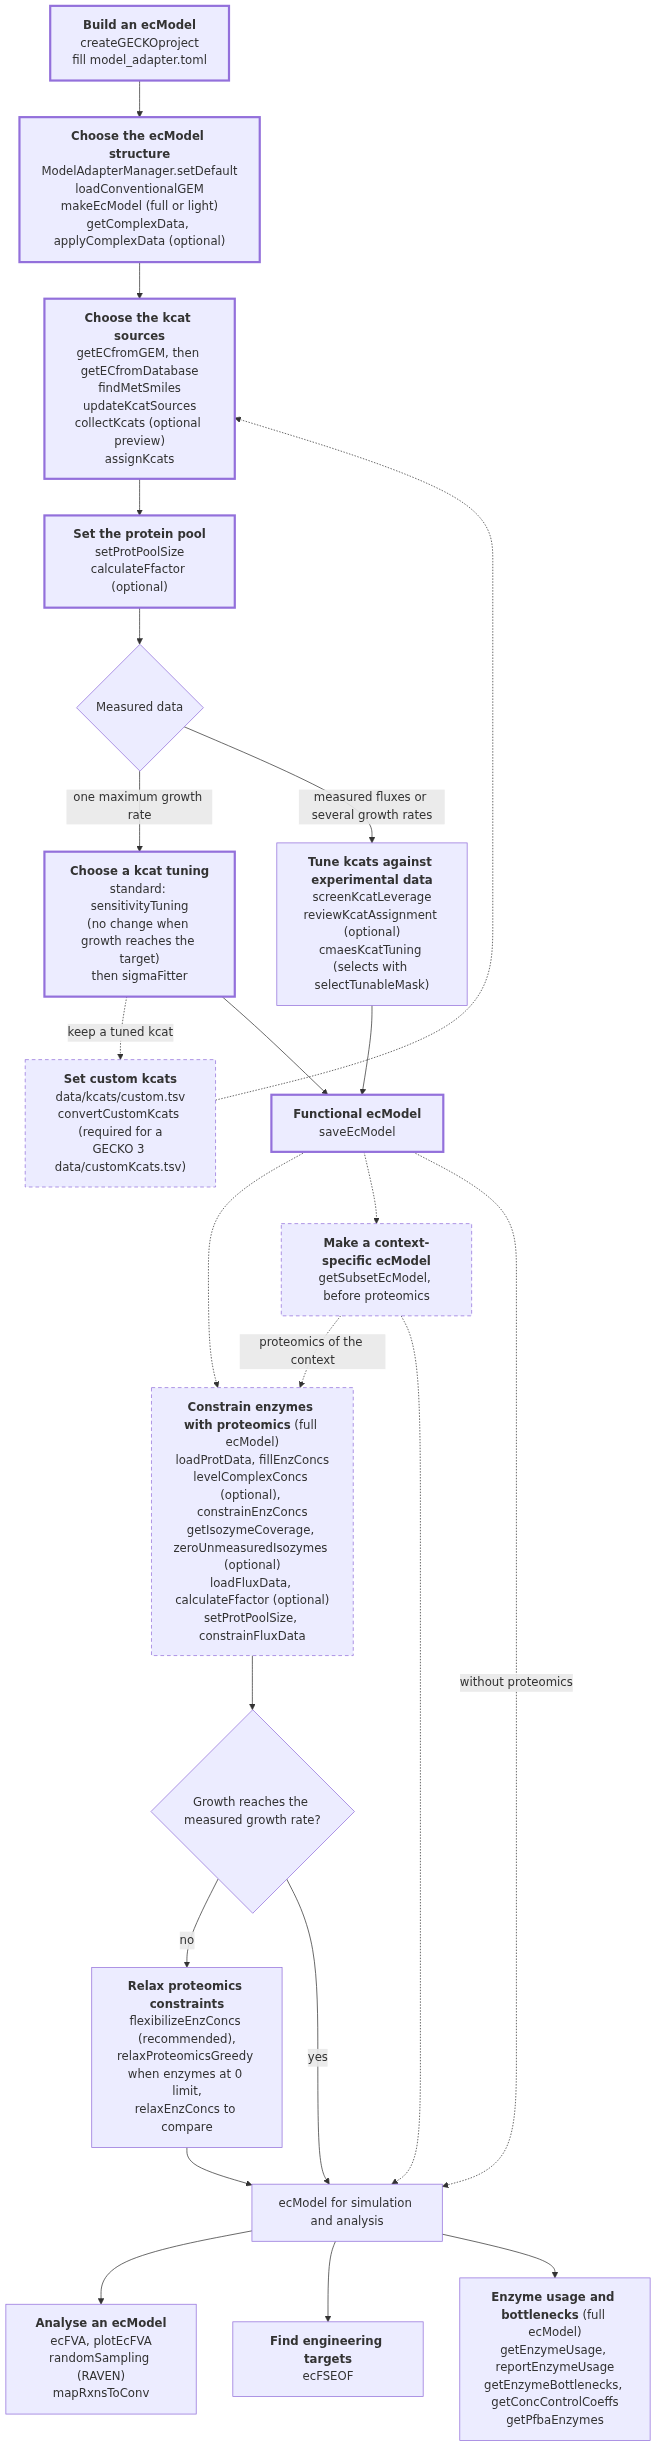 Build an ecModel
createGECKOproject
fill model_adapter.toml
Choose the ecModel
structure
ModelAdapterManager.setDefault
loadConventionalGEM
makeEcModel (full or light)
getComplexData,
applyComplexData (optional)
Choose the kcat
sources
getECfromGEM, then
getECfromDatabase
findMetSmiles
updateKcatSources
collectKcats (optional
preview)
assignKcats
Set the protein pool
setProtPoolSize
calculateFfactor
(optional)
Measured data
one maximum growth
rate
measured fluxes or
several growth rates
Choose a kcat tuning
standard:
sensitivityTuning
(no change when
growth reaches the
target)
then sigmaFitter
Tune kcats against
experimental data
screenKcatLeverage
reviewKcatAssignment
(optional)
cmaesKcatTuning
(selects with
selectTunableMask)
keep a tuned kcat
Set custom kcats
data/kcats/custom.tsv
convertCustomKcats
(required for a
GECKO 3
data/customKcats.tsv)
Functional ecModel
saveEcModel
Make a context-
specific ecModel
getSubsetEcModel,
before proteomics
proteomics of the
context
Constrain enzymes
with proteomics (full
ecModel)
loadProtData, fillEnzConcs
levelComplexConcs
(optional),
constrainEnzConcs
getIsozymeCoverage,
zeroUnmeasuredIsozymes
(optional)
loadFluxData,
calculateFfactor (optional)
setProtPoolSize,
constrainFluxData
without proteomics
Growth reaches the
measured growth rate?
no
Relax proteomics
constraints
flexibilizeEnzConcs
(recommended),
relaxProteomicsGreedy
when enzymes at 0
limit,
relaxEnzConcs to
compare
yes
ecModel for simulation
and analysis
Analyse an ecModel
ecFVA, plotEcFVA
randomSampling
(RAVEN)
mapRxnsToConv
Find engineering
targets
ecFSEOF
Enzyme usage and
bottlenecks (full
ecModel)
getEnzymeUsage,
reportEnzymeUsage
getEnzymeBottlenecks,
getConcControlCoeffs
getPfbaEnzymes